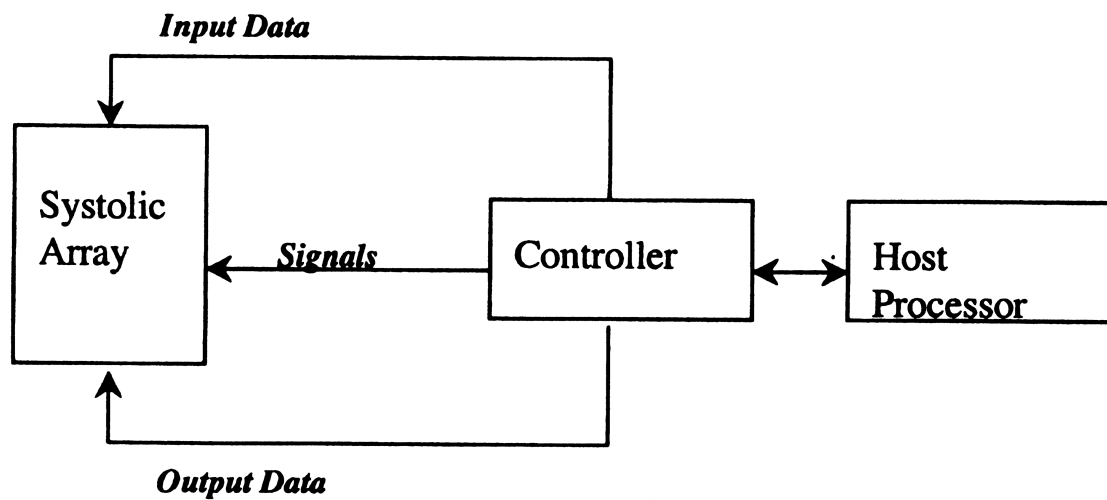 Input Data
Systolic
Array
Signals
Controller
Host
Processor
Output Data